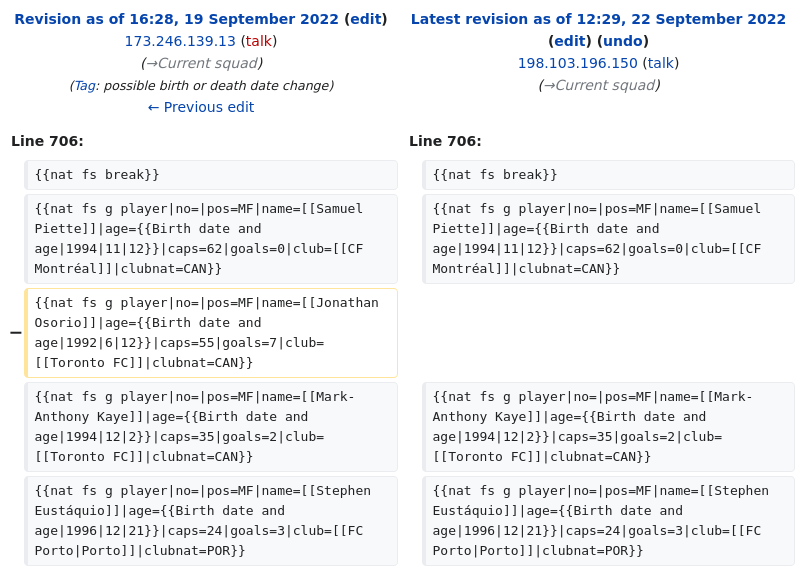 Revision as of 16:28, 19 September 2022 (edit)
173.246.139.13 (talk)
(→Current squad)
(Tag: possible birth or death date change)
← Previous edit
Latest revision as of 12:29, 22 September 2022
(edit) (undo)
198.103.196.150 (talk)
(→Current squad)
Line 706:
Line 706:
{{nat fs break}}
{{nat fs break}}
{{nat fs g player|no=|pos=MF|name=[[Samuel
Piette]]|age={{Birth date and
age|1994|11|12}}|caps=62|goals=0|club=[[CF
Montréal]]|clubnat=CAN}}
{{nat fs g player|no=|pos=MF|name=[[Samuel
Piette]]|age={{Birth date and
age|1994|11|12}}|caps=62|goals=0|club=[[CF
Montréal]]|clubnat=CAN}}
−
{{nat fs g player|no=|pos=MF|name=[[Jonathan
Osorio]]|age={{Birth date and
age|1992|6|12}}|caps=55|goals=7|club=
[[Toronto FC]]|clubnat=CAN}}
{{nat fs g player|no=|pos=MF|name=[[Mark-
Anthony Kaye]]|age={{Birth date and
age|1994|12|2}}|caps=35|goals=2|club=
[[Toronto FC]]|clubnat=CAN}}
{{nat fs g player|no=|pos=MF|name=[[Mark-
Anthony Kaye]]|age={{Birth date and
age|1994|12|2}}|caps=35|goals=2|club=
[[Toronto FC]]|clubnat=CAN}}
{{nat fs g player|no=|pos=MF|name=[[Stephen
Eustáquio]]|age={{Birth date and
age|1996|12|21}}|caps=24|goals=3|club=[[FC
Porto|Porto]]|clubnat=POR}}
{{nat fs g player|no=|pos=MF|name=[[Stephen
Eustáquio]]|age={{Birth date and
age|1996|12|21}}|caps=24|goals=3|club=[[FC
Porto|Porto]]|clubnat=POR}}